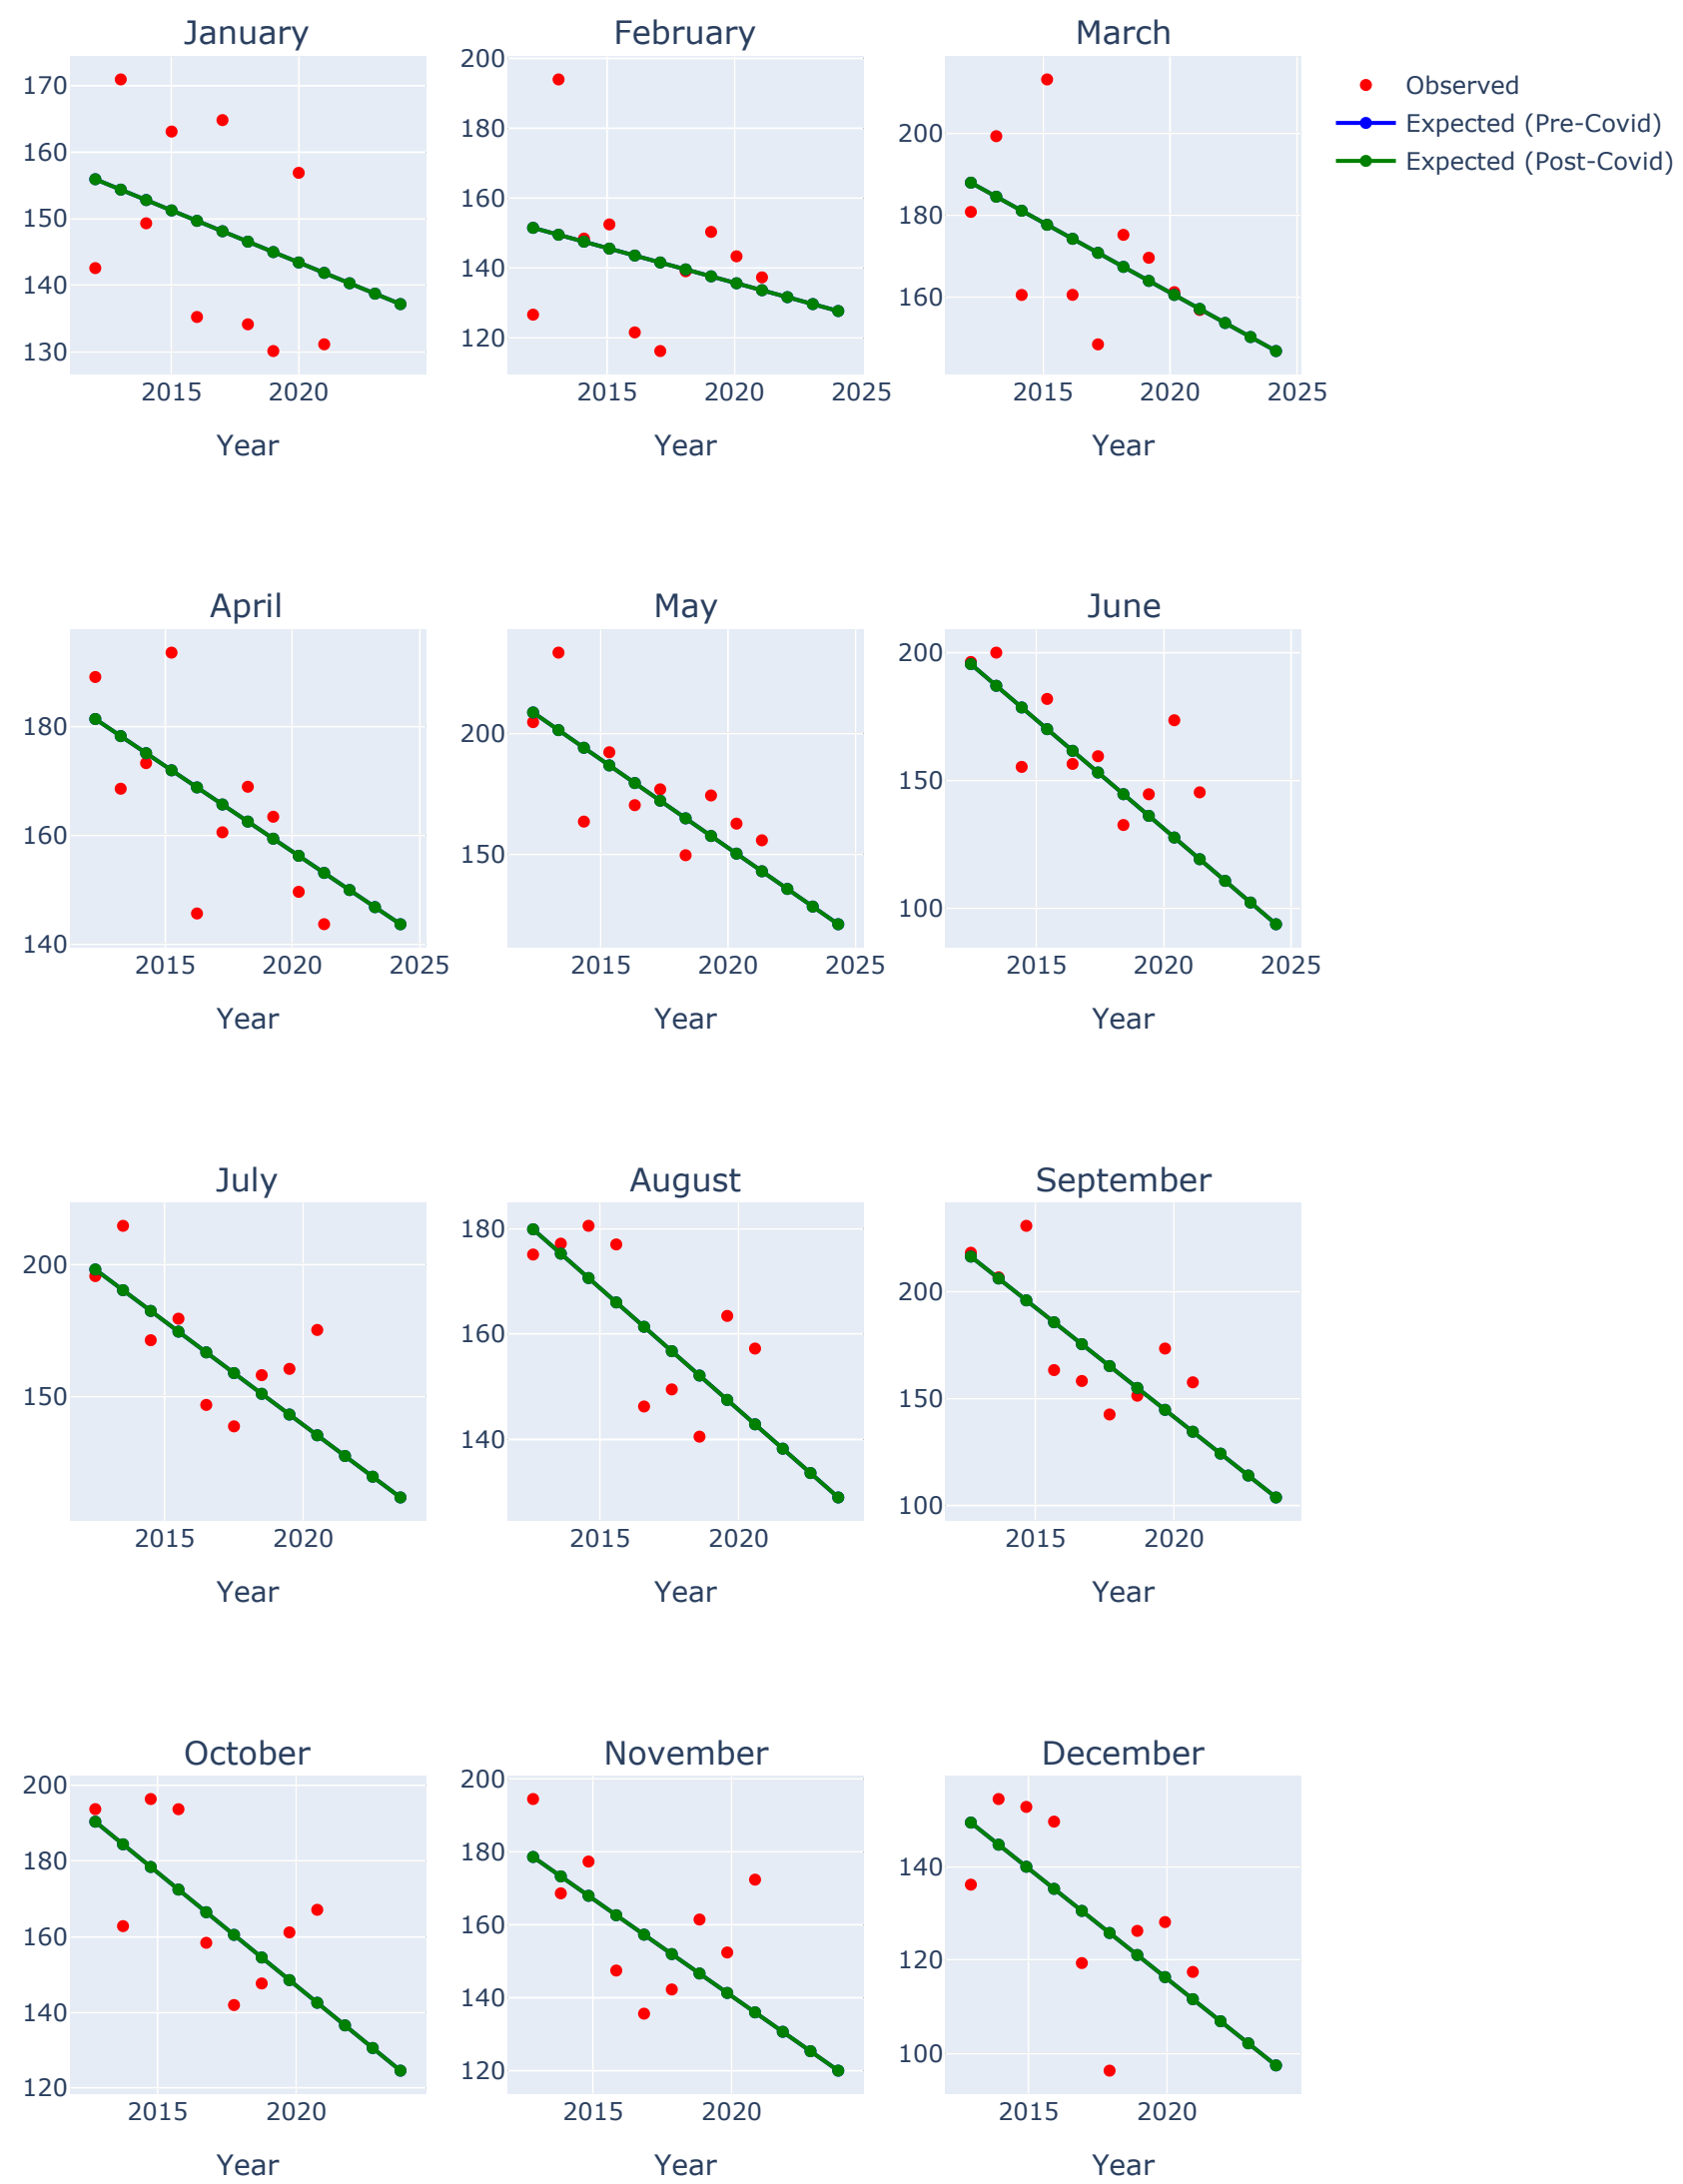 January February March
200
170
180
160
160
150
140
140
120
130
200
180
160
Observed
Expected (Pre-Covid)
Expected (Post-Covid)
2015 2020 2015 2020 2025 2015 2020 2025
Year Year Year
April May June
180
160
140
200
150
200
150
100
2015 2020 2025 2015 2020 2025 2015 2020 2025
Year Year Year
July August September
200
150
180
160
140
200
150
100
2015 2020 2015 2020 2015 2020
Year Year Year
October November December
200
180
160
140
120
200
180
160
140
120
140
120
100
2015 2020 2015 2020 2015 2020
Year Year Year